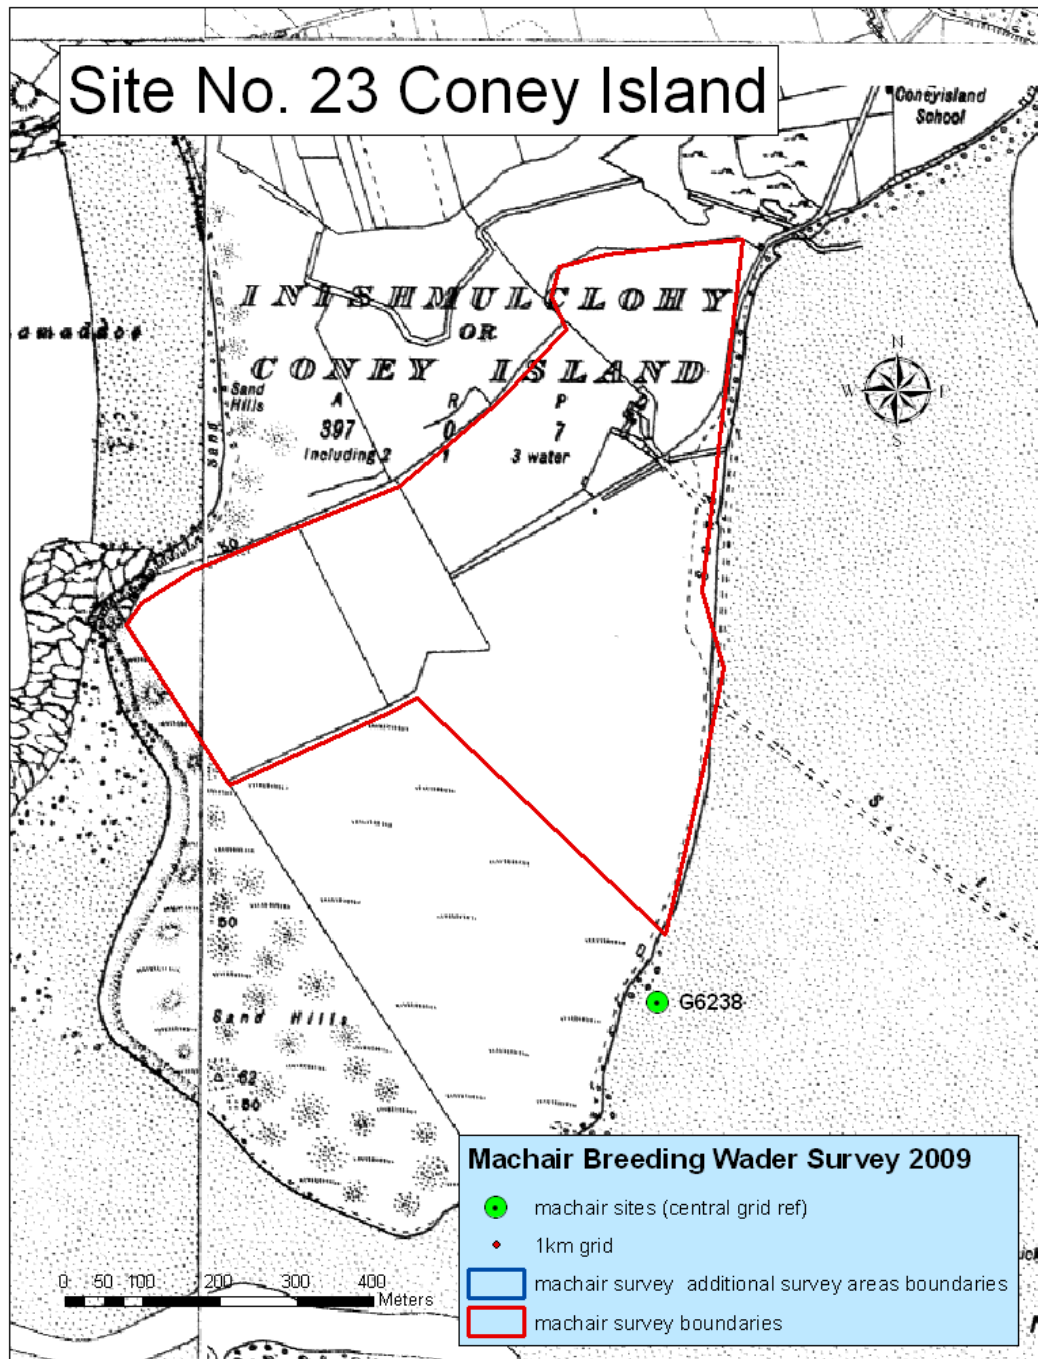 Site No. 23 Coney Island
Coneyisland
School
INISHMULCLOHY
OR
CONEY ISLAND
A R P
397 0 7
Including 2 1 3 water
Sand
Hills
Sand
50
N
W E
S
50
Sand Hills
62
50
G6238
Machair Breeding Wader Survey 2009
machair sites (central grid ref)
1km grid
machair survey additional survey areas boundaries
machair survey boundaries
0 50 100 200 300 400
Meters